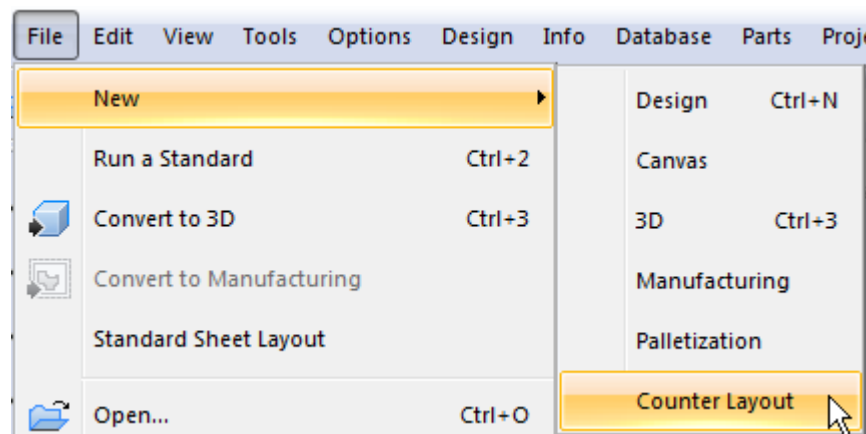 File Edit View Tools Options Design Info Database Parts Proj
New
Run a Standard Ctrl+2
Convert to 3D Ctrl+3
Convert to Manufacturing
Standard Sheet Layout
Open... Ctrl+O
Design Ctrl+N
Canvas
3D Ctrl+3
Manufacturing
Palletization
Counter Layout